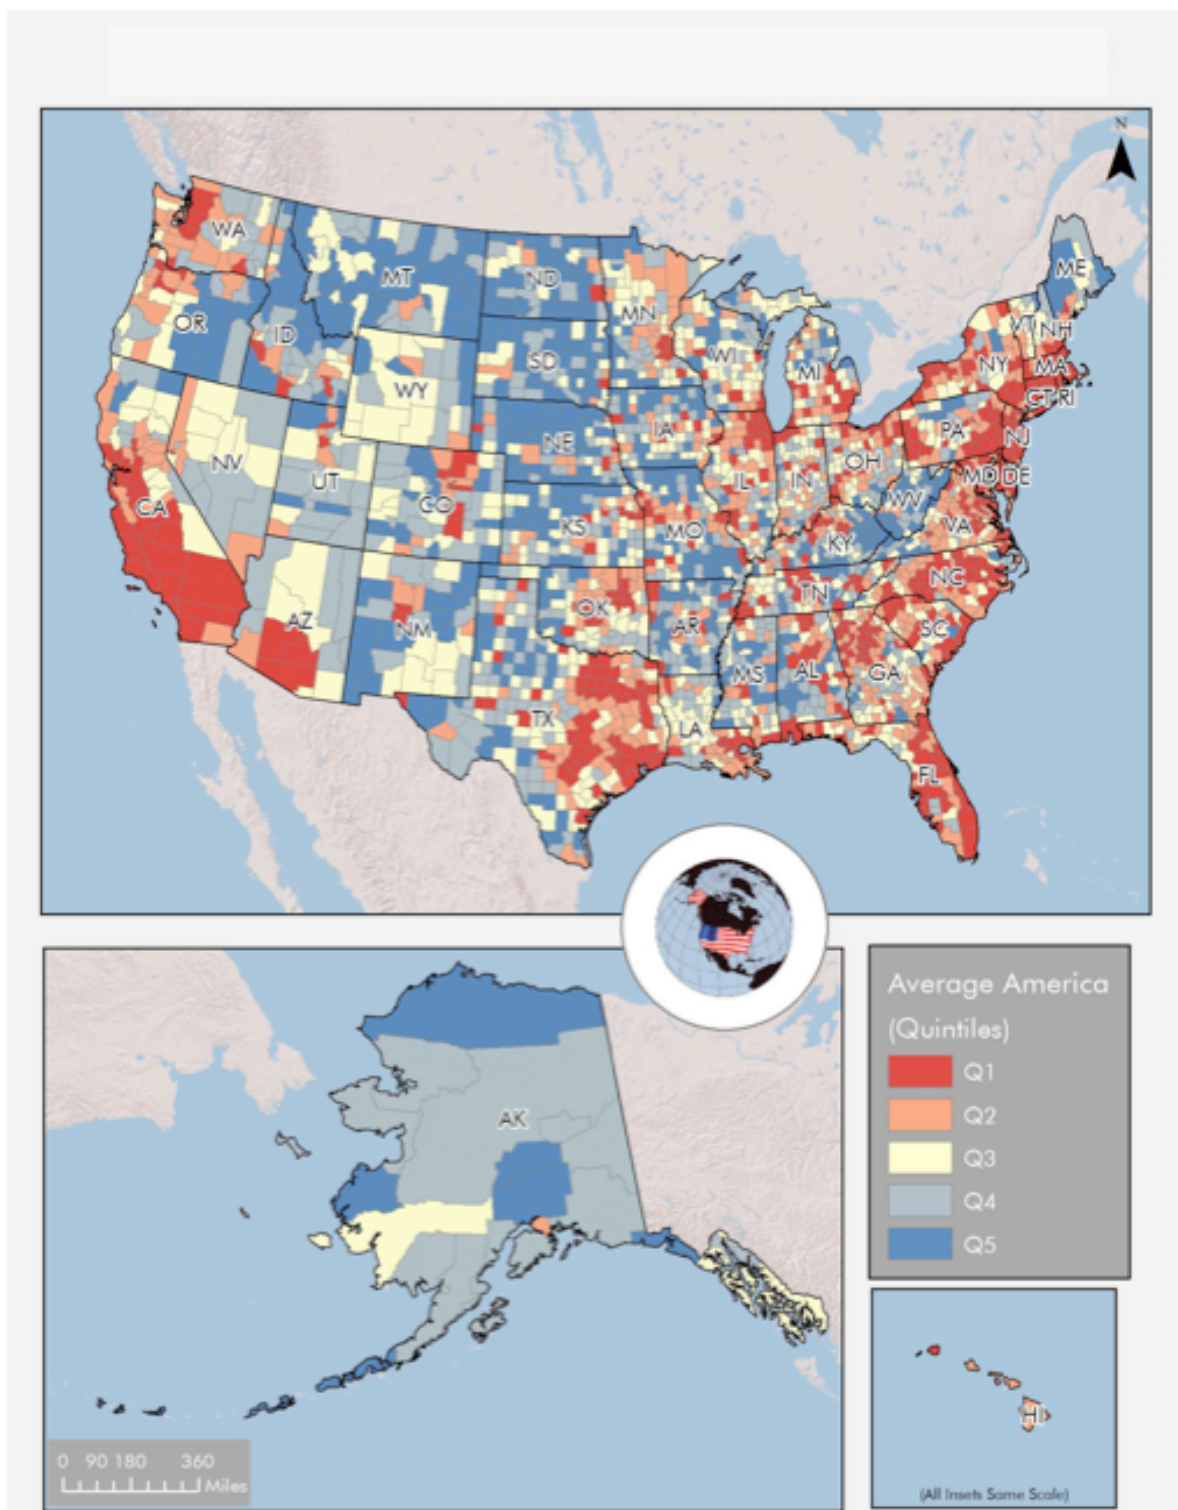 N
WA
MT
ND
MN
ME
OR
ID
SD
WI
MI
VT
NH
NY
MA
CT
RI
WY
IA
NE
PA
NJ
NV
UT
CO
IL
IN
OH
MD
DE
WV
VA
CA
KS
MO
KY
NC
TN
AZ
NM
OK
AR
SC
MS
AL
GA
TX
LA
FL
Average America
(Quintiles)
Q1
Q2
Q3
Q4
Q5
AK
HI
0 90 180 360
Miles
(All Insets Same Scale)